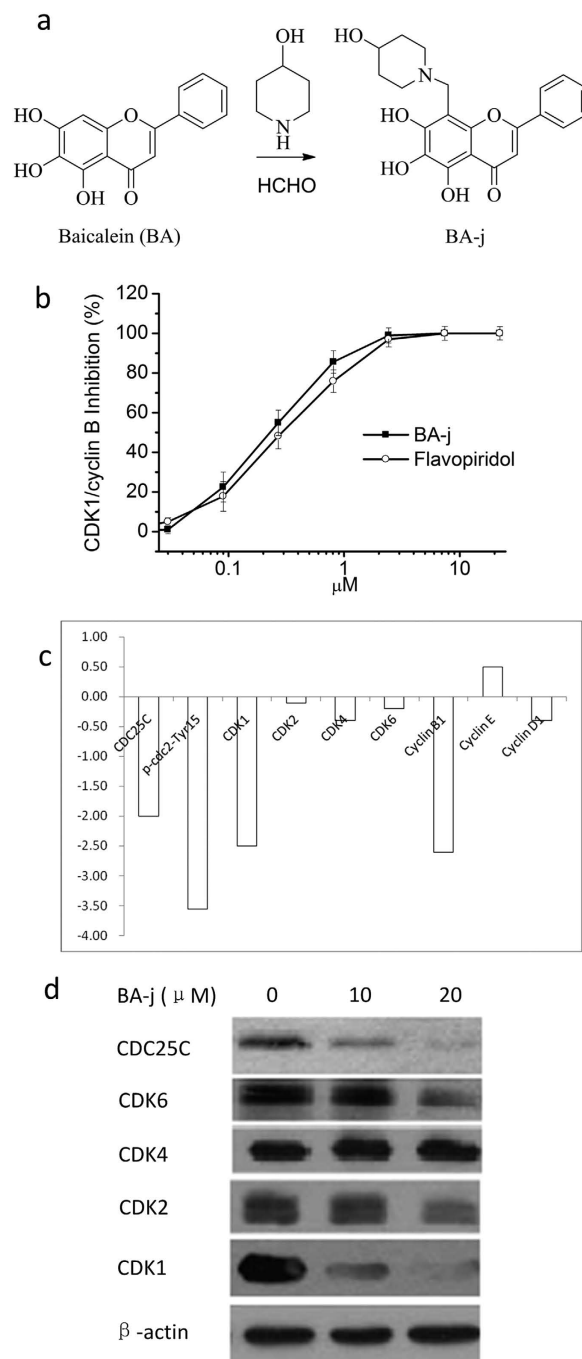 a
OH
HO
N
H
N
O
HO
HO
OH
O
HCHO
HO
O
HO
OH
O
Baicalein (BA)
BA-j
b
CDK1/cyclin B Inhibition (%)
120
100
80
60
40
20
0
BA-j
Flavopiridol
0.1
1
10
μM
c
1.00
0.50
0.00
-0.50
-1.00
-1.50
-2.00
-2.50
-3.00
-3.50
-4.00
CDC25C
p-cdc2-Tyr15
CDK1
CDK2
CDK4
CDK6
Cyclin B1
Cyclin E
Cyclin D1
d
BA-j ( μ M) 0 10 20
CDC25C
CDK6
CDK4
CDK2
CDK1
β -actin